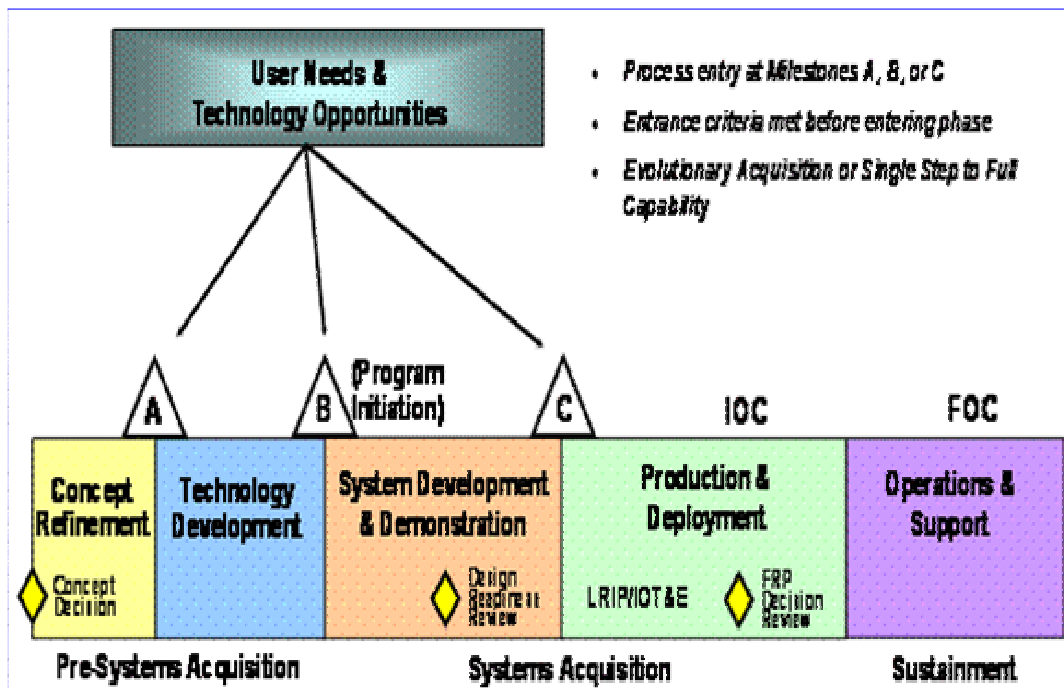 User Needs &
Technology Opportunities
• Process entry at Milestones A, B, or C
• Entrance criteria met before entering phase
• Evolutionary Acquisition or Single Step to Full
Capability
A
B
(Program
Initiation)
C
IOC
FOC
Concept
Refinement
Technology
Development
System Development
& Demonstration
Production &
Deployment
Operations &
Support
Concept
Decision
Design
Readiness
Review
LRIP/IOT&E
FRP
Decision
Review
Pre-Systems Acquisition
Systems Acquisition
Sustainment